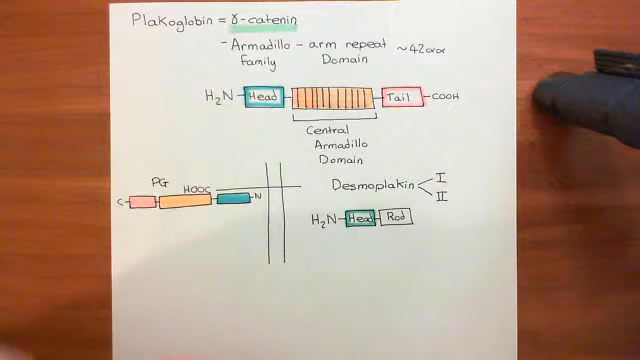 Plakoglobin = γ-catenin
- Armadillo - arm repeat ~42aas
Family Domain
H₂N Head Tail COOH
Central
Armadillo
Domain
PG
HOOC
C N
Desmoplakin I
II
H₂N Head Rod